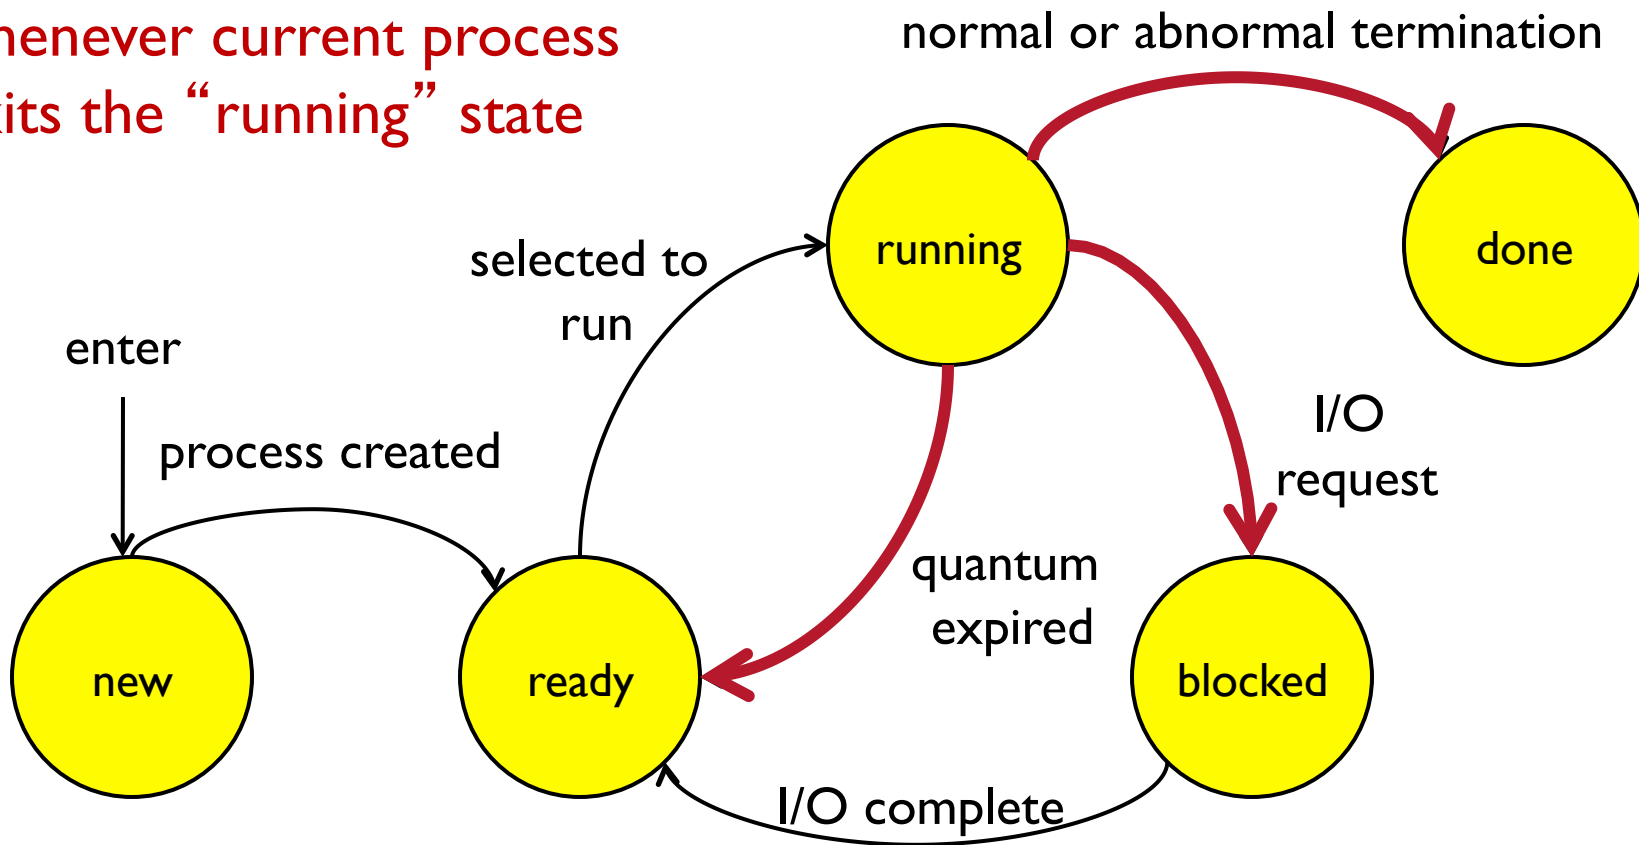 henever current process
kits the “running” state
normal or abnormal termination
running
done
selected to
run
enter
I/O
request
process created
quantum
expired
new
ready
blocked
I/O complete